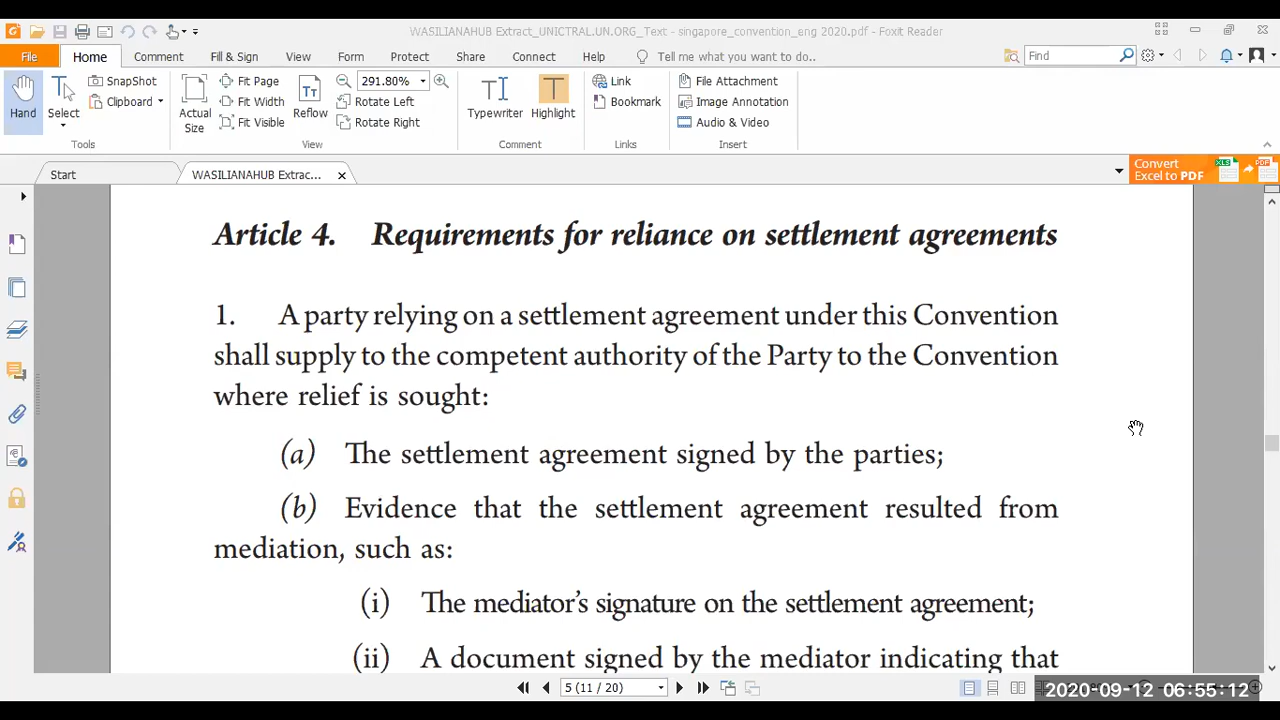 WASILIANAHUB Extract_UNICTRAL.UN.ORG_Text - singapore_convention_eng 2020.pdf - Foxit Reader
File Home Comment Fill & Sign View Form Protect Share Connect Help Tell me what you want to do.. Find
Hand
Select
SnapShot
Clipboard
Tools
Actual Size
Fit Page
Fit Width
Fit Visible
Reflow
291.80%
Rotate Left
Rotate Right
View
Typewriter
Highlight
Comment
Link
Bookmark
Links
File Attachment
Image Annotation
Audio & Video
Insert
Start
WASILIANAHUB Extrac...
Convert
Excel to PDF
XLS
PDF
Article 4. Requirements for reliance on settlement agreements
1. A party relying on a settlement agreement under this Convention
shall supply to the competent authority of the Party to the Convention
where relief is sought:
(a) The settlement agreement signed by the parties;
(b) Evidence that the settlement agreement resulted from
mediation, such as:
(i) The mediator's signature on the settlement agreement;
(ii) A document signed by the mediator indicating that
5 (11 / 20)
2020-09-12 06:55:12